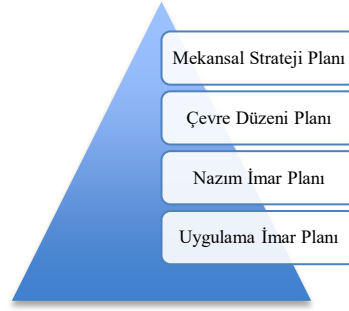 Mekansal Strateji Planı
Çevre Düzeni Planı
Nazım İmar Planı
Uygulama İmar Planı